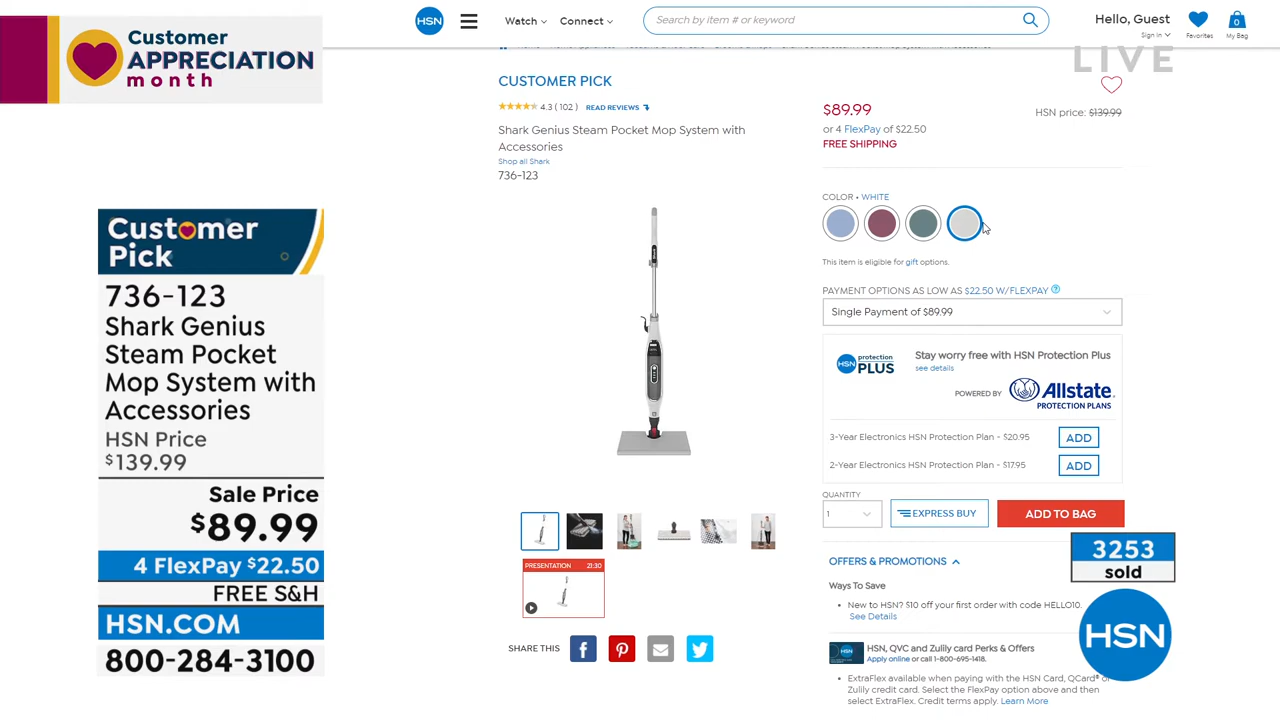 Customer
APPRECIATION
month
HSN
Watch
Connect
Search by item # or keyword
Hello, Guest
Sign in
Favorites
0
My Bag
LIVE
CUSTOMER PICK
4.3 ( 102 ) READ REVIEWS
Shark Genius Steam Pocket Mop System with
Accessories
Shop all Shark
736-123
$89.99
HSN price: $139.99
or 4 FlexPay of $22.50
FREE SHIPPING
COLOR • WHITE
This item is eligible for gift options.
PAYMENT OPTIONS AS LOW AS $22.50 W/FLEXPAY ?
Single Payment of $89.99
HSN protection PLUS
Stay worry free with HSN Protection Plus
see details
POWERED BY Allstate.
PROTECTION PLANS
3-Year Electronics HSN Protection Plan - $20.95 ADD
2-Year Electronics HSN Protection Plan - $17.95 ADD
QUANTITY
1
EXPRESS BUY
ADD TO BAG
OFFERS & PROMOTIONS
Ways To Save
• New to HSN? $10 off your first order with code HELLO10.
See Details
HSN, QVC and Zulily card Perks & Offers
Apply online or call 1-800-695-1418.
• ExtraFlex available when paying with the HSN Card, QCard® or
Zulily credit card. Select the FlexPay option above and then
select ExtraFlex. Credit terms apply. Learn More
PRESENTATION 21:30
SHARE THIS
Customer
Pick
736-123
Shark Genius
Steam Pocket
Mop System with
Accessories
HSN Price
$139.99
Sale Price
$89.99
4 FlexPay $22.50
FREE S&H
HSN.COM
800-284-3100
3253
sold
HSN